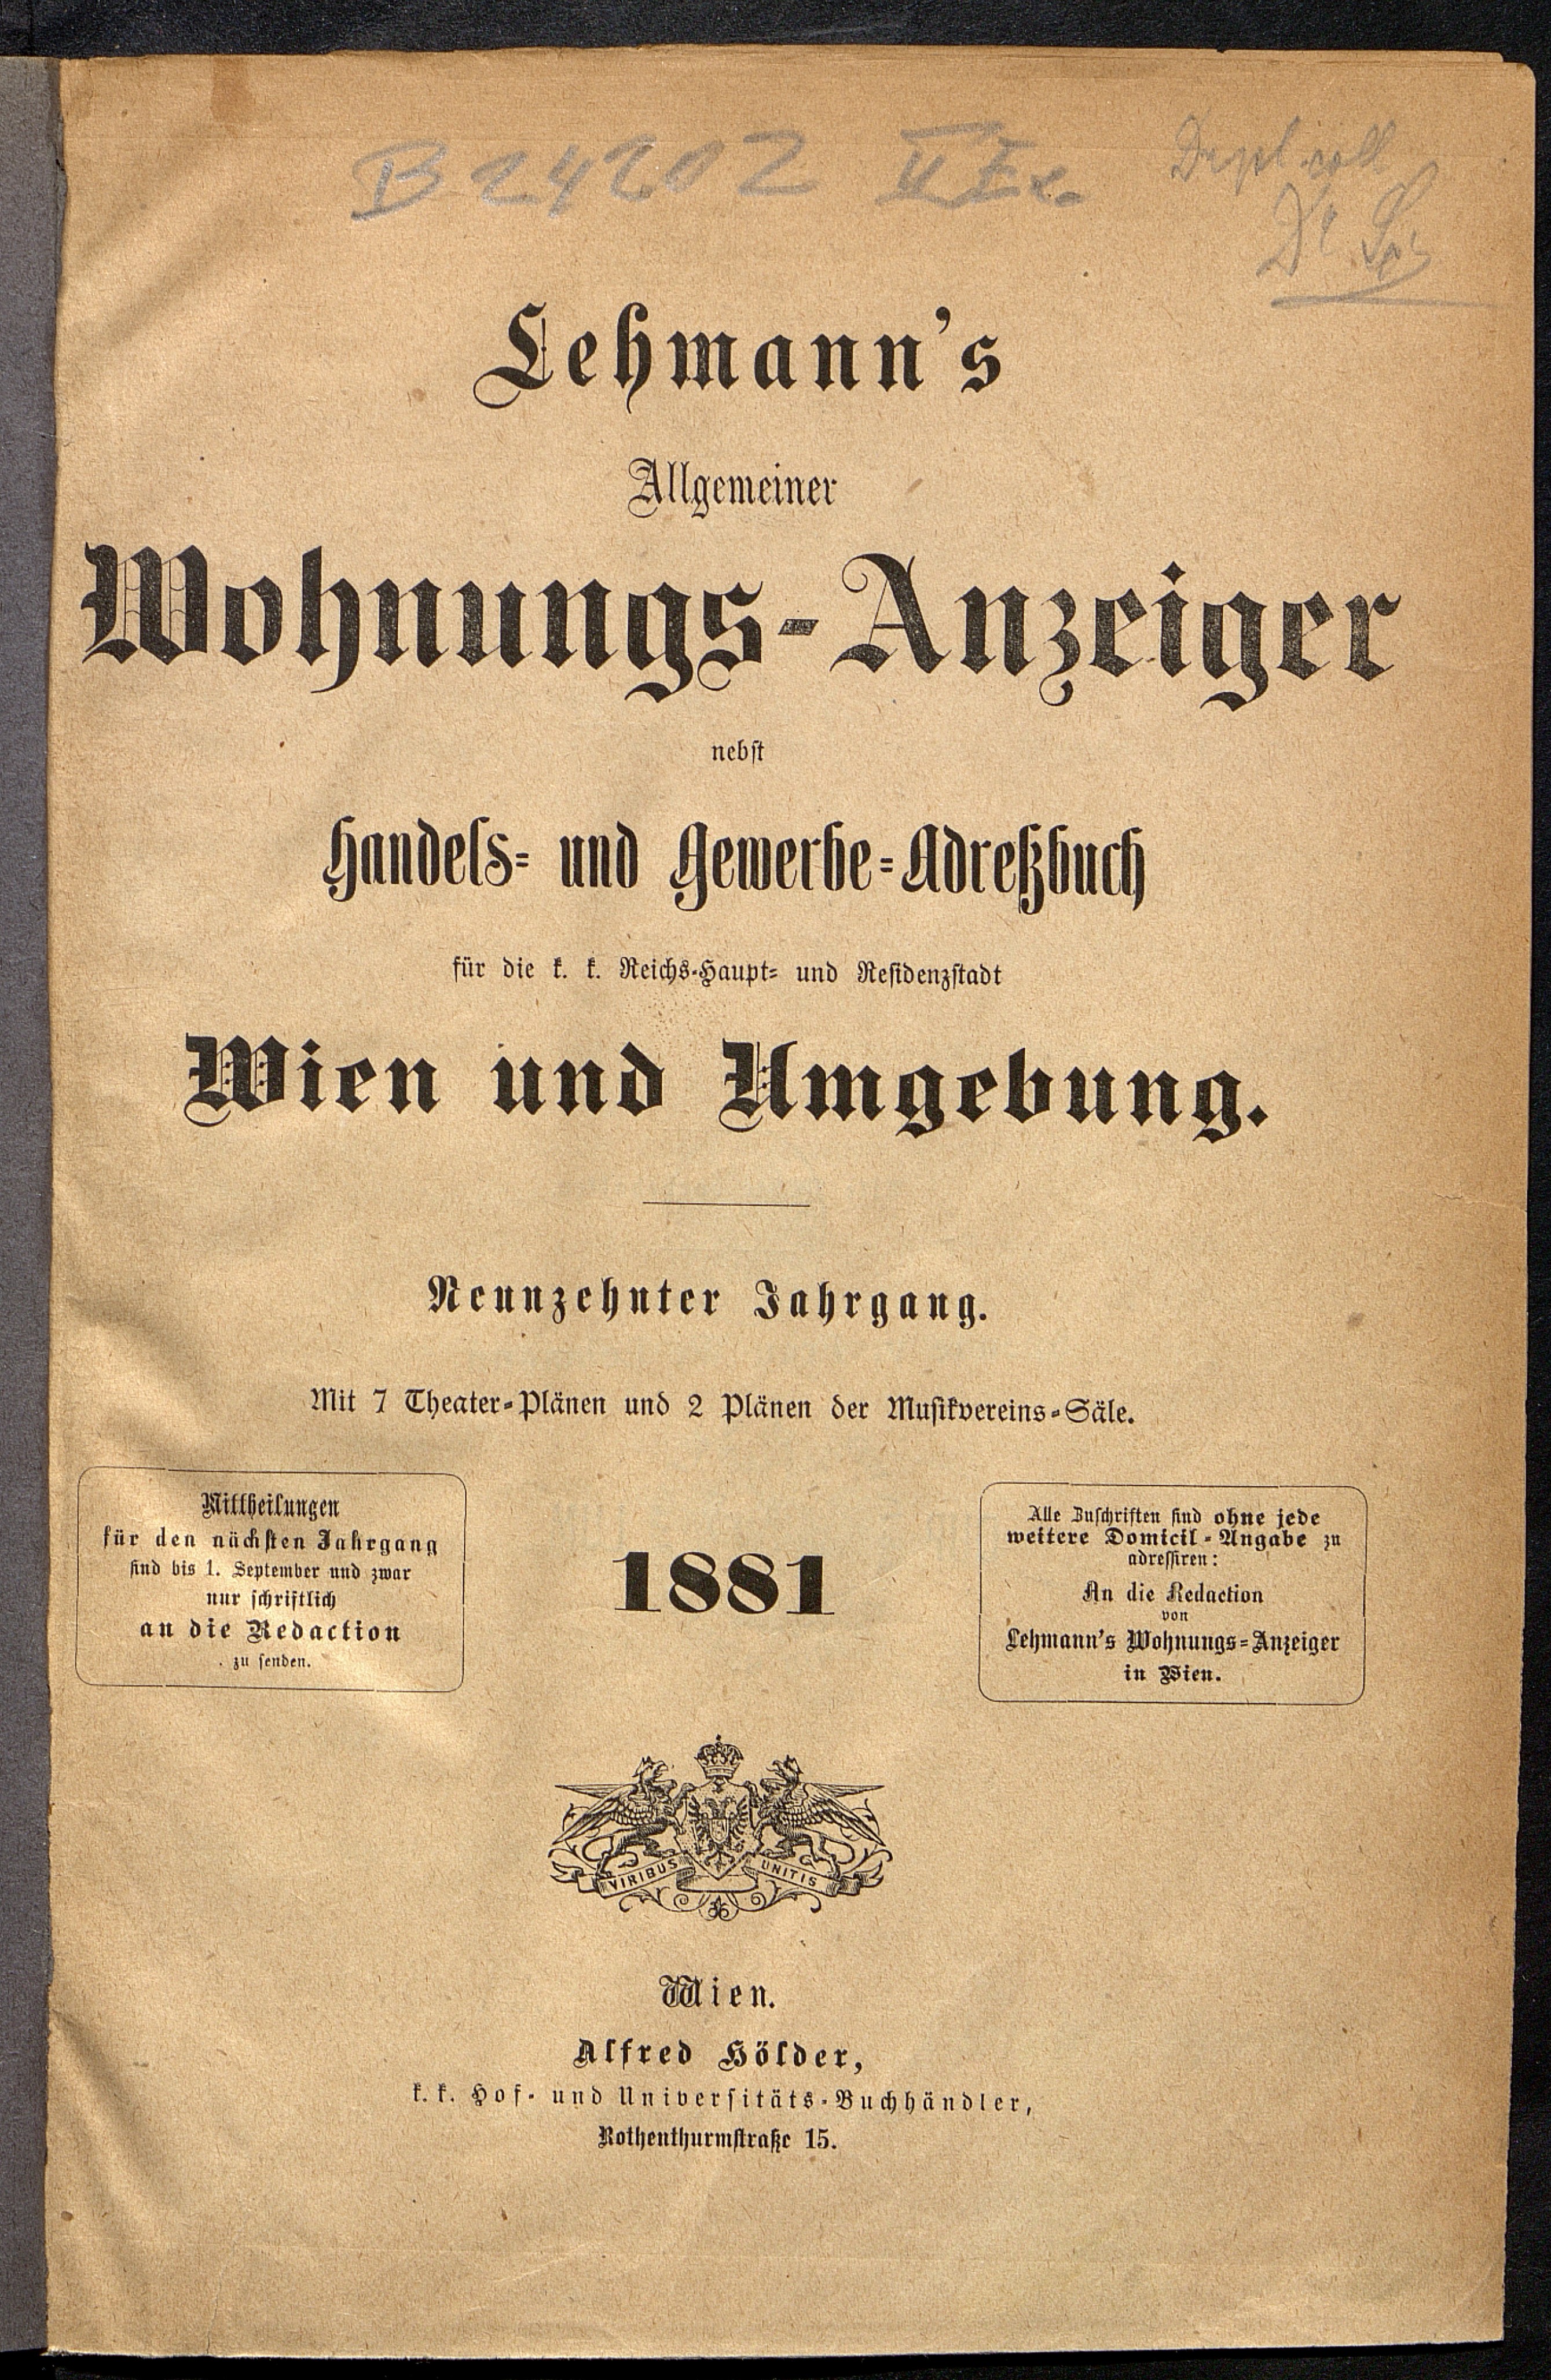 B 24202 II Ex.
Lehmann's
Allgemeiner
Wohnungs-Anzeiger
nebst
Handels- und Gewerbe-Adreßbuch
für die k. k. Reichs-Haupt- und Residenzstadt
Wien und Umgebung.
Neunzehnter Jahrgang.
Mit 7 Theater-Plänen und 2 Plänen der Musikvereins-Säle.
Mittheilungen
für den nächsten Jahrgang
sind bis 1. September und zwar
nur schriftlich
an die Redaction
zu senden.
1881
Alle Zuschriften sind ohne jede
weitere Domicil-Angabe zu
adressiren:
An die Redaction
von
Lehmann's Wohnungs-Anzeiger
in Wien.
VIRIBUS UNITIS
Wien.
Alfred Hölder,
k. k. Hof- und Universitäts-Buchhändler,
Rothenthurmstraße 15.